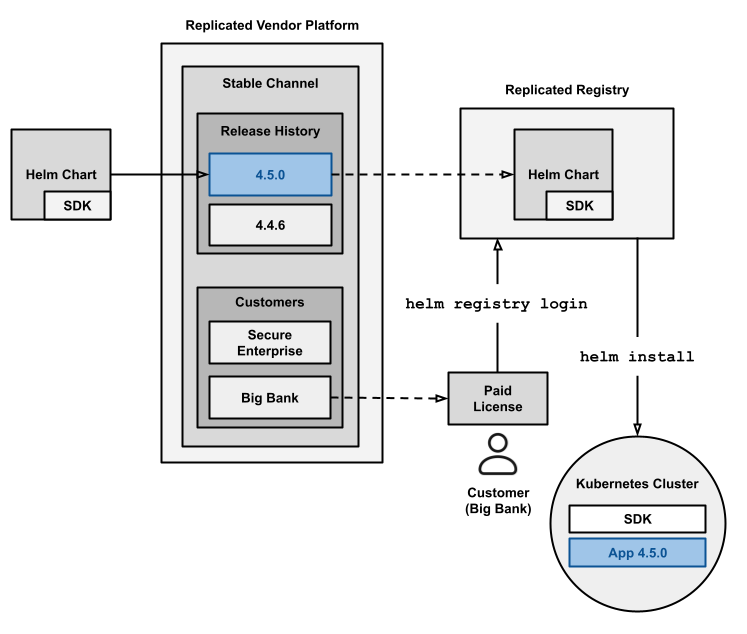 Replicated Vendor Platform
Stable Channel
Release History
4.5.0
4.4.6
Helm Chart
SDK
Customers
Secure
Enterprise
Big Bank
Replicated Registry
Helm Chart
SDK
helm registry login
helm install
Paid
License
Customer
(Big Bank)
Kubernetes Cluster
SDK
App 4.5.0